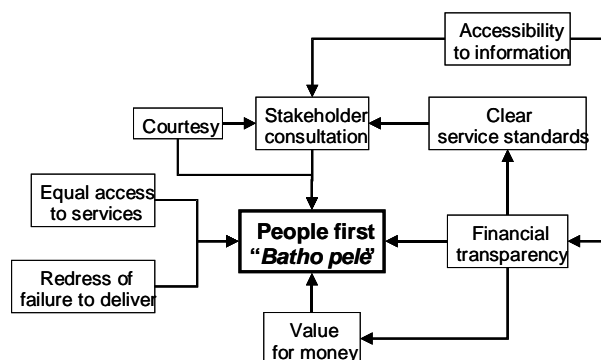 Accessibility
to information
Courtesy
Stakeholder
consultation
Clear
service standards
Equal access
to services
People first
“Batho pele”
Financial
transparency
Redress of
failure to deliver
Value
for money